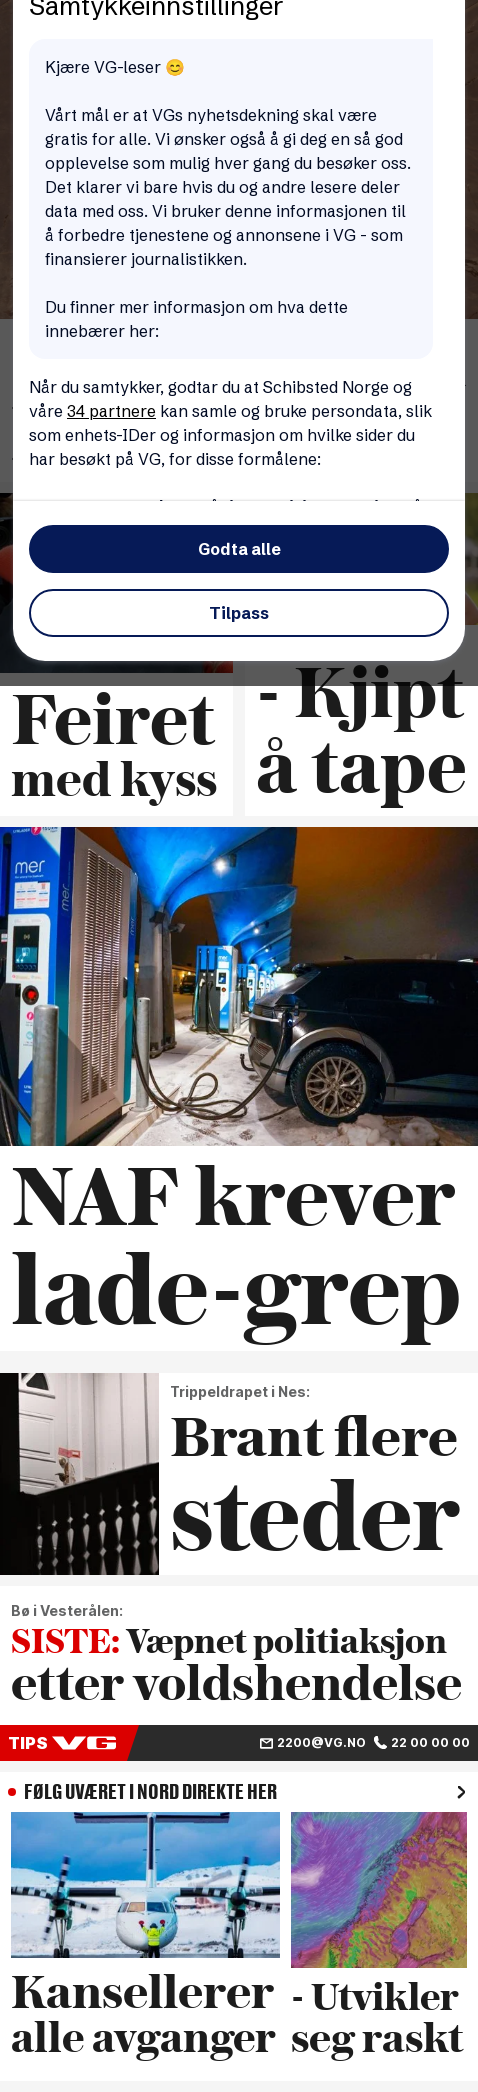 Samtykkeinnstillinger
Kjære VG-leser 😊
Vårt mål er at VGs nyhetsdekning skal være
gratis for alle. Vi ønsker også å gi deg en så god
opplevelse som mulig hver gang du besøker oss.
Det klarer vi bare hvis du og andre lesere deler
data med oss. Vi bruker denne informasjonen til
å forbedre tjenestene og annonsene i VG - som
finansierer journalistikken.
Du finner mer informasjon om hva dette
innebærer her:
Når du samtykker, godtar du at Schibsted Norge og
våre 34 partnere kan samle og bruke persondata, slik
som enhets-IDer og informasjon om hvilke sider du
har besøkt på VG, for disse formålene:
Godta alle
Tilpass
Feiret
med kyss
- Kjipt
å tape
mer
mer
mer
NAF krever
lade-grep
Trippeldrapet i Nes:
Brant flere
steder
Bø i Vesterålen:
SISTE: Væpnet politiaksjon
etter voldshendelse
TIPS VG
2200@VG.NO 22 00 00 00
FØLG UVÆRET I NORD DIREKTE HER
Kansellerer
alle avganger
- Utvikler
seg raskt